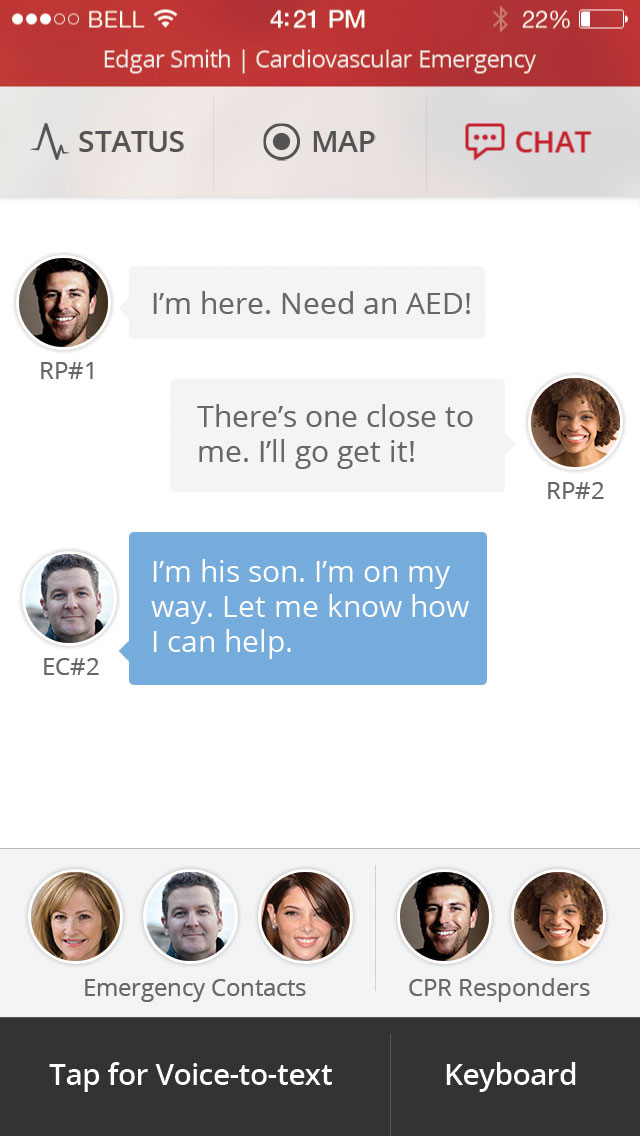 BELL 4:21 PM 22%
Edgar Smith | Cardiovascular Emergency
STATUS MAP CHAT
I’m here. Need an AED!
RP#1
There’s one close to
me. I’ll go get it!
RP#2
I’m his son. I’m on my
way. Let me know how
I can help.
EC#2
Emergency Contacts CPR Responders
Tap for Voice-to-text Keyboard